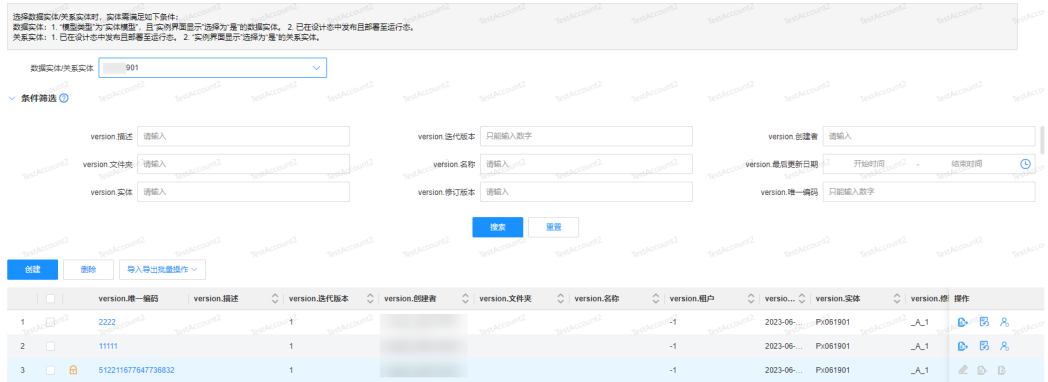 选择数据实体/关系实体时，实体需满足如下条件:
数据实体：1. “模型类型”为“实体模型”，且“实例界面显示”选择为“是”的数据实体。 2. 已在设计态中发布且部署至运行态。
关系实体：1. 已在设计态中发布且部署至运行态。 2. “实例界面显示”选择为“是”的关系实体。
数据实体/关系实体 901
条件筛选
version.描述 请输入 version.迭代版本 只能输入数字 version.创建者 请输入
version.文件夹 请输入 version.名称 请输入 version.最后更新日期 开始时间 - 结束时间
version.实体 请输入 version.修订版本 请输入 version.唯一编码 只能输入数字
搜索 重置
创建 删除 导入导出批量操作
version.唯一编码 version.描述 version.迭代版本 version.创建者 version.文件夹 version.名称 version.租户 versio... version.实体 version.修 操作
1 2222 1 -1 2023-06-... Px061901 _A_1
2 11111 1 -1 2023-06-... Px061901 _A_1
3 512211677647736832 1 -1 2023-06-... Px061901 _A_1
TestAccount2